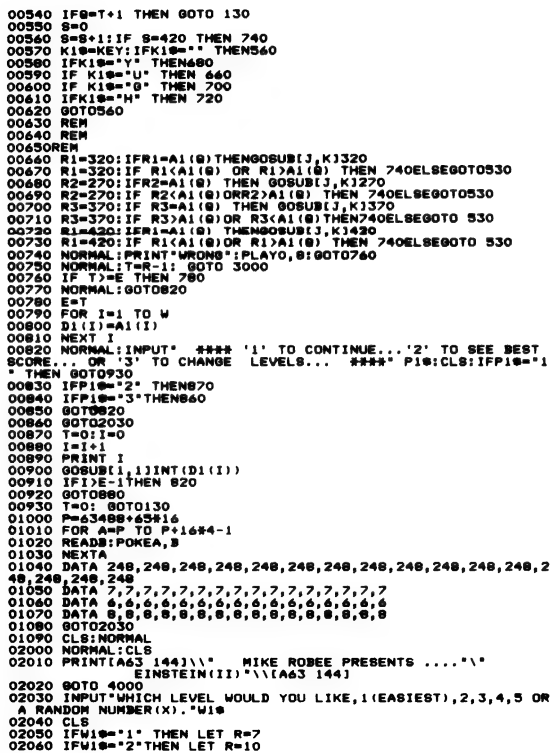 00540 IFQ=T+1 THEN GOTO 130
00550 S=0
00560 S=S+1:IF S=420 THEN 740
00570 K1$=KEY:IFK1$="" THEN560
00580 IFK1$="Y" THEN680
00590 IF K1$="U" THEN 660
00600 IF K1$="G" THEN 700
00610 IFK1$="H" THEN 720
00620 GOTO560
00630 REM
00640 REM
00650REM
00660 R1=320:IFR1=A1(Q)THENGOSUB[J,K]320
00670 R1=320:IF R1<A1(Q) OR R1>A1(Q) THEN 740ELSEGOTO530
00680 R2=270:IFR2=A1(Q) THEN GOSUB[J,K]270
00690 R2=270:IF R2<A1(Q)ORR2>A1(Q) THEN 740ELSEGOTO530
00700 R3=370:IF R3=A1(Q) THEN GOSUB[J,K]370
00710 R3=370:IF R3>A1(Q)OR R3<A1(Q)THEN740ELSEGOTO 530
00720 R1=420:IFR1=A1(Q) THENGOSUB[J,K]420
00730 R1=420:IF R1<A1(Q)OR R1>A1(Q) THEN 740ELSEGOTO 530
00740 NORMAL:PRINT"WRONG":PLAY0,8:GOTO760
00750 NORMAL:T=R-1: GOTO 3000
00760 IF T>=E THEN 780
00770 NORMAL:GOTO820
00780 E=T
00790 FOR I=1 TO W
00800 D1(I)=A1(I)
00810 NEXT I
00820 NORMAL:INPUT" **** '1' TO CONTINUE...'2' TO SEE BEST
SCORE... OR '3' TO CHANGE  LEVELS... ****" P1$:CLS:IFP1$="1
" THEN GOTO930
00830 IFP1$="2" THEN870
00840 IFP1$="3"THEN860
00850 GOTO820
00860 GOTO2030
00870 T=0:I=0
00880 I=I+1
00890 PRINT I
00900 GOSUB[1,1]INT(D1(I))
00910 IFI>E-1THEN 820
00920 GOTO880
00930 T=0: GOTO130
01000 P=63488+65*16
01010 FOR A=P TO P+16*4-1
01020 READB:POKEA,B
01030 NEXTA
01040 DATA 248,248,248,248,248,248,248,248,248,248,248,248,2
48,248,248,248
01050 DATA 7,7,7,7,7,7,7,7,7,7,7,7,7,7,7,7
01060 DATA 6,6,6,6,6,6,6,6,6,6,6,6,6,6,6,6
01070 DATA 8,8,8,8,8,8,8,8,8,8,8,8,8,8,8,8
01080 GOTO2030
01090 CLS:NORMAL
02000 NORMAL:CLS
02010 PRINT[A63 144]\\"   MIKE ROBEE PRESENTS ...."\"
EINSTEIN(II)"\\[A63 144]
02020 GOTO 4000
02030 INPUT"WHICH LEVEL WOULD YOU LIKE,1(EASIEST),2,3,4,5 OR
A RANDOM NUMBER(X)."W1$
02040 CLS
02050 IFW1$="1" THEN LET R=7
02060 IFW1$="2"THEN LET R=10